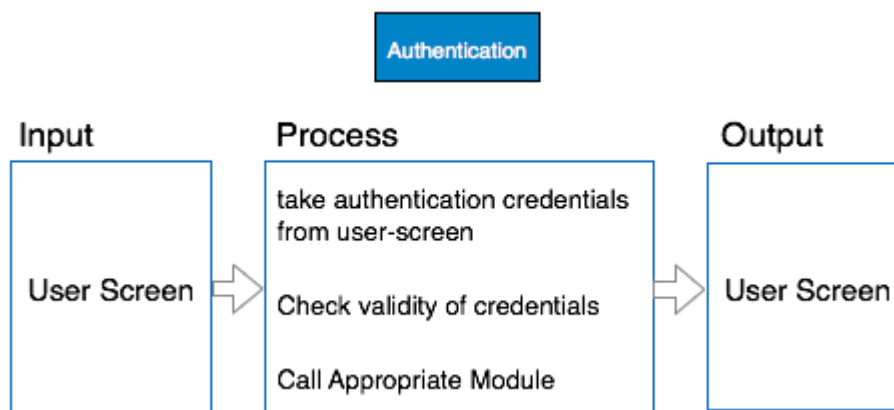 Authentication
Input
Process
Output
User Screen
take authentication credentials
from user-screen
Check validity of credentials
Call Appropriate Module
User Screen